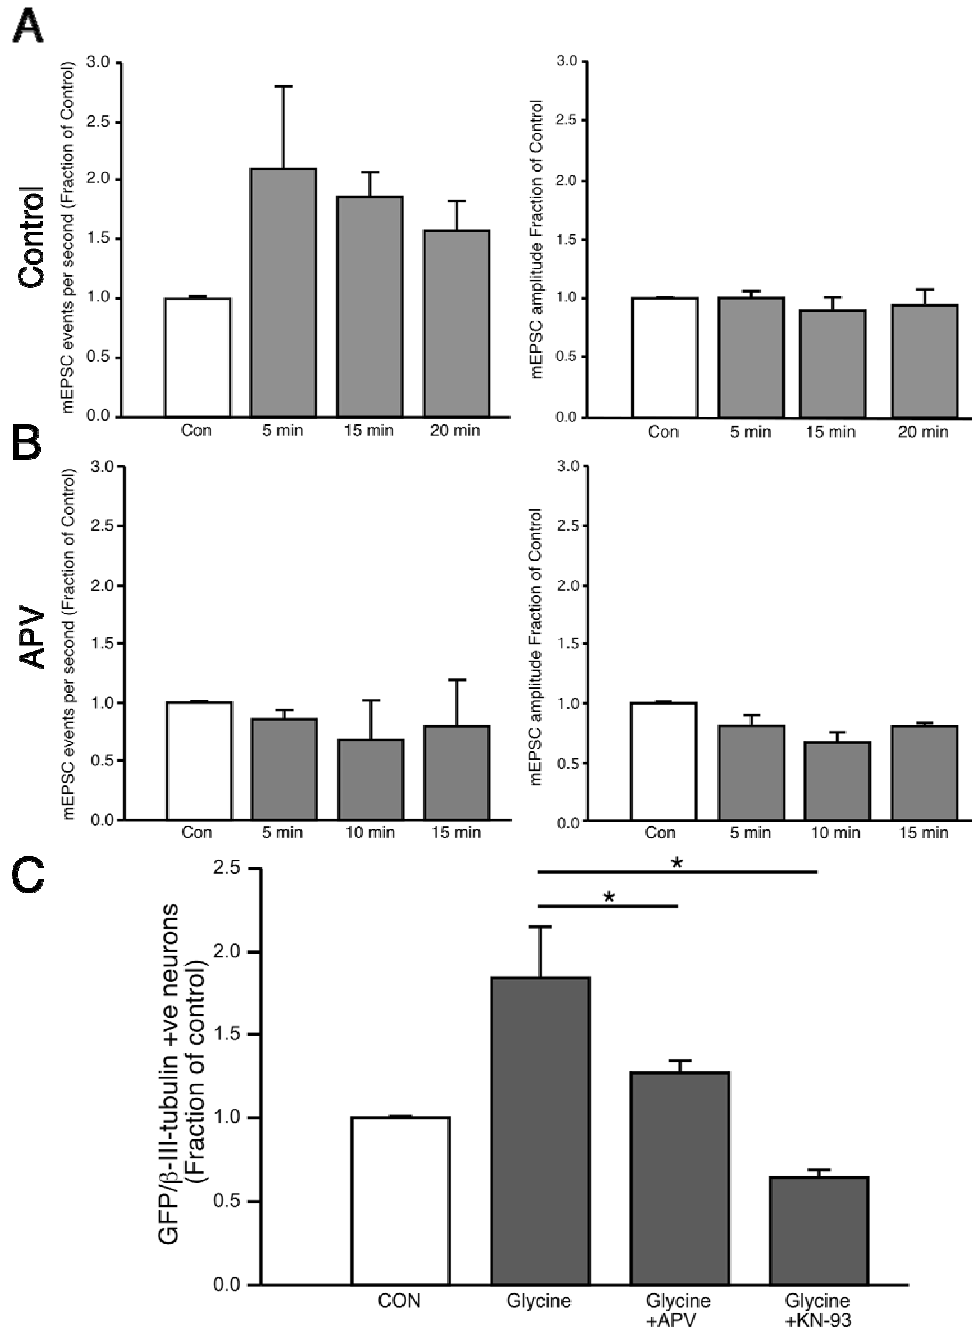 A
Control
mEPSC events per second (Fraction of Control)
3.0
2.5
2.0
1.5
1.0
0.5
0.0
Con 5 min 15 min 20 min
mEPSC amplitude Fraction of Control
3.0
2.5
2.0
1.5
1.0
0.5
0.0
Con 5 min 15 min 20 min
B
APV
mEPSC events per second (Fraction of Control)
3.0
2.5
2.0
1.5
1.0
0.5
0.0
Con 5 min 10 min 15 min
mEPSC amplitude Fraction of Control
3.0
2.5
2.0
1.5
1.0
0.5
0.0
Con 5 min 10 min 15 min
C
GFP/β-III-tubulin +ve neurons
(Fraction of control)
2.5
2.0
1.5
1.0
0.5
0.0
*
*
CON Glycine Glycine Glycine
+APV +KN-93